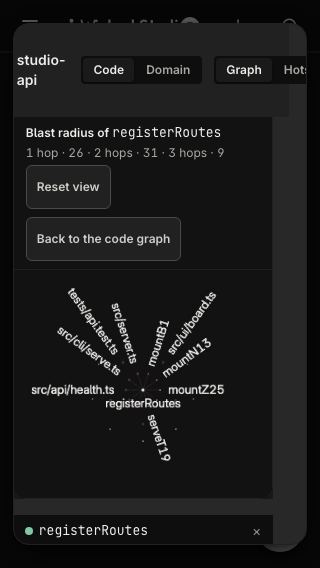 studio-
api
Code Domain Graph Hots
Blast radius of registerRoutes
1 hop · 26 · 2 hops · 31 · 3 hops · 9
Reset view
Back to the code graph
tests/api.test.ts
src/server.ts
src/ui/board.ts
src/cli/serve.ts
mountB1
mountN13
src/api/health.ts
mountZ25
registerRoutes
serveT19
registerRoutes ×